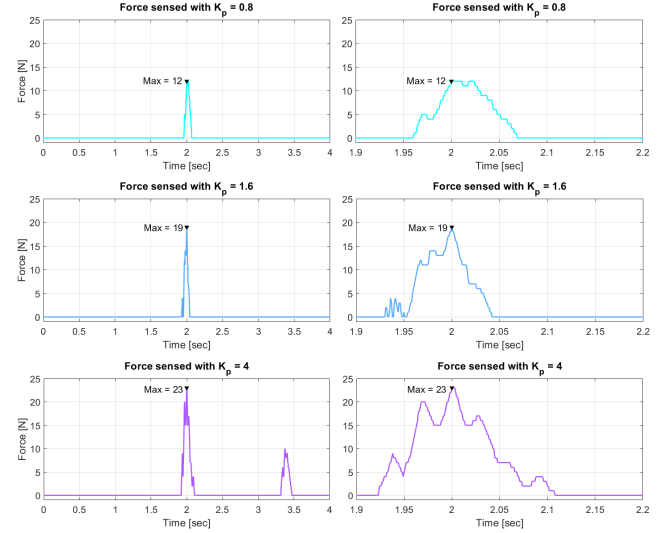 Force sensed with Kp = 0.8
Force [N]
25
20
15
10
5
0
Max = 12
0 0.5 1 1.5 2 2.5 3 3.5 4
Time [sec]
Force sensed with Kp = 0.8
25
20
15
10
5
0
Max = 12
1.9 1.95 2 2.05 2.1 2.15 2.2
Time [sec]
Force sensed with Kp = 1.6
Force [N]
25
20
15
10
5
0
Max = 19
0 0.5 1 1.5 2 2.5 3 3.5 4
Time [sec]
Force sensed with Kp = 1.6
25
20
15
10
5
0
Max = 19
1.9 1.95 2 2.05 2.1 2.15 2.2
Time [sec]
Force sensed with Kp = 4
Force [N]
25
20
15
10
5
0
Max = 23
0 0.5 1 1.5 2 2.5 3 3.5 4
Time [sec]
Force sensed with Kp = 4
25
20
15
10
5
0
Max = 23
1.9 1.95 2 2.05 2.1 2.15 2.2
Time [sec]